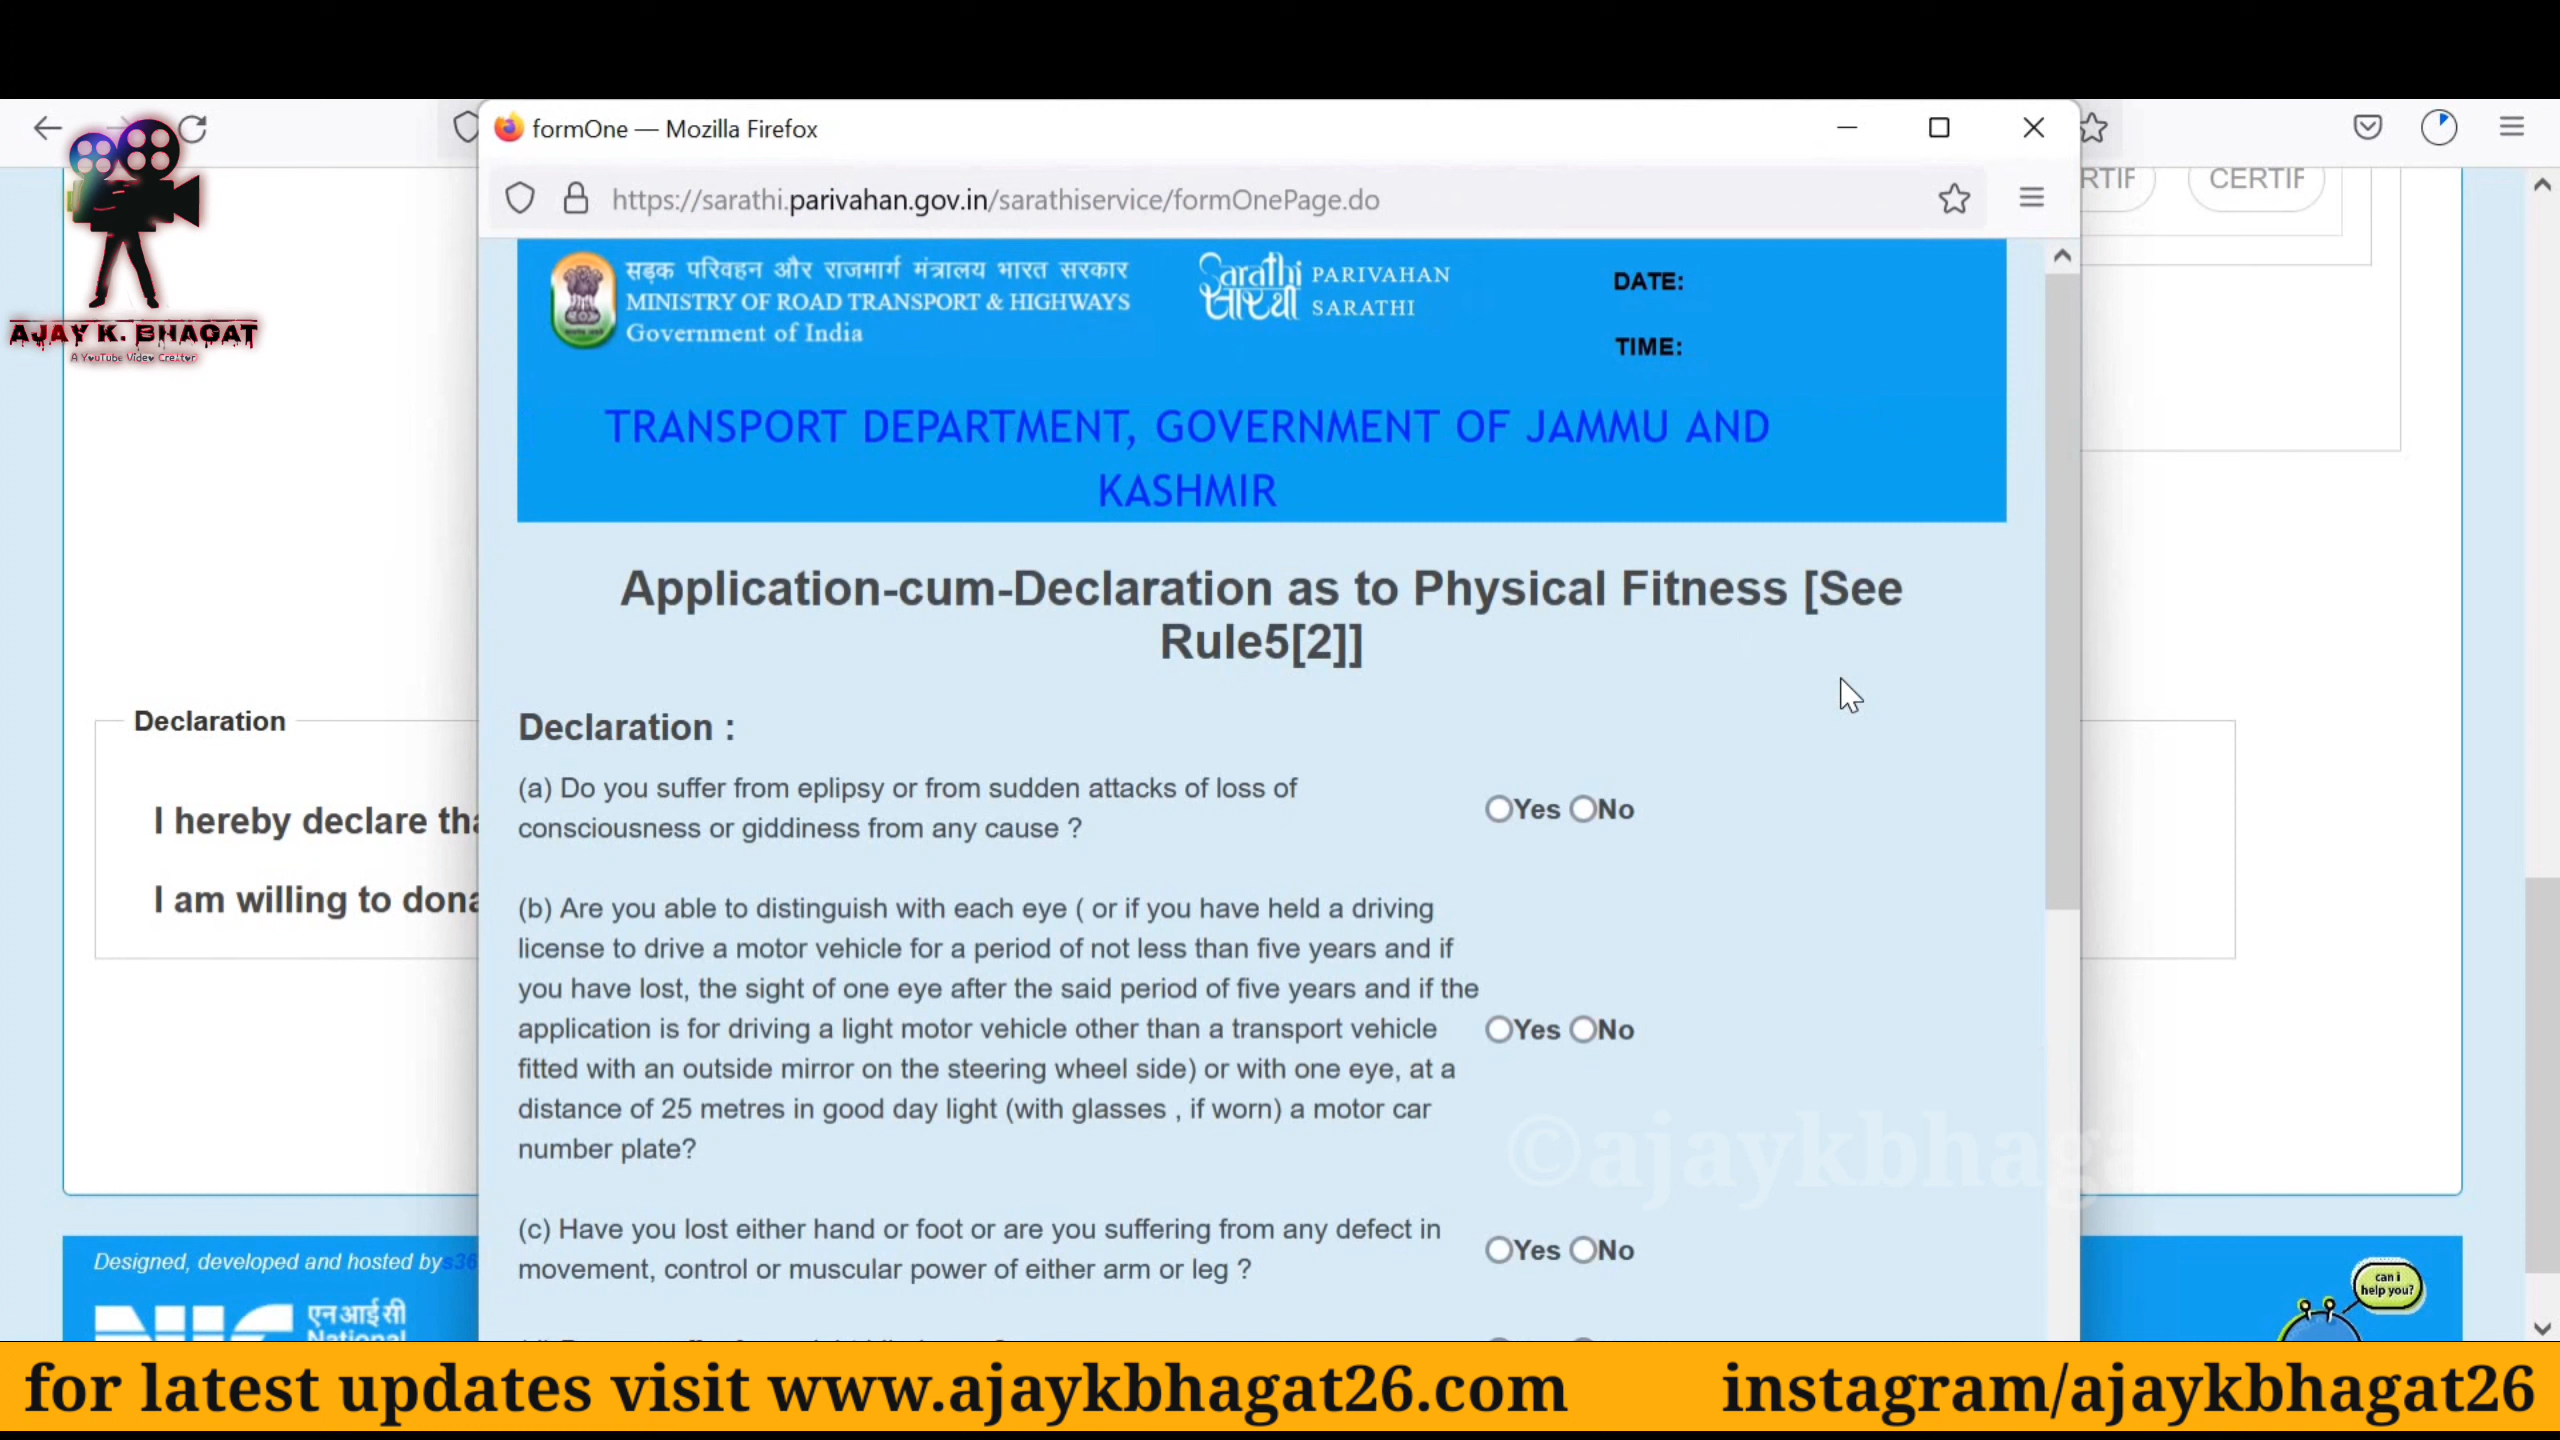 AJAY K. BHAGAT
A YouTube Video Creator
formOne — Mozilla Firefox
https://sarathi.parivahan.gov.in/sarathiservice/formOnePage.do
CERTIF
सड़क परिवहन और राजमार्ग मंत्रालय भारत सरकार
MINISTRY OF ROAD TRANSPORT & HIGHWAYS
Government of India
Sarathi
सारथी
PARIVAHAN
SARATHI
DATE:
TIME:
TRANSPORT DEPARTMENT, GOVERNMENT OF JAMMU AND
KASHMIR
Application-cum-Declaration as to Physical Fitness [See
Rule5[2]]
Declaration :
(a) Do you suffer from eplipsy or from sudden attacks of loss of
consciousness or giddiness from any cause ?
Yes No
(b) Are you able to distinguish with each eye ( or if you have held a driving
license to drive a motor vehicle for a period of not less than five years and if
you have lost, the sight of one eye after the said period of five years and if the
application is for driving a light motor vehicle other than a transport vehicle
fitted with an outside mirror on the steering wheel side) or with one eye, at a
distance of 25 metres in good day light (with glasses , if worn) a motor car
number plate?
Yes No
(c) Have you lost either hand or foot or are you suffering from any defect in
movement, control or muscular power of either arm or leg ?
Yes No
Declaration
I hereby declare tha
I am willing to dona
Designed, developed and hosted by
एन आई सी
National
can i
help you?
©ajaykbhaga
for latest updates visit www.ajaykbhagat26.com
instagram/ajaykbhagat26